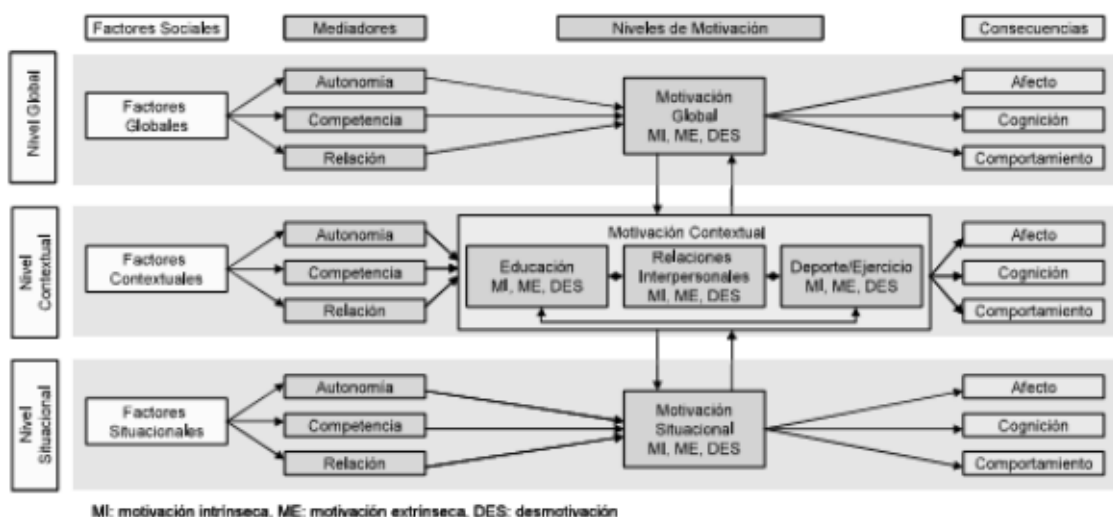 Factores Sociales
Mediadores
Niveles de Motivación
Consecuencias
Nivel Global
Factores
Globales
Autonomía
Competencia
Relación
Motivación
Global
MI, ME, DES
Afecto
Cognición
Comportamiento
Nivel
Contextual
Factores
Contextuales
Autonomía
Competencia
Relación
Motivación Contextual
Educación
MI, ME, DES
Relaciones
Interpersonales
MI, ME, DES
Deporte/Ejercicio
MI, ME, DES
Afecto
Cognición
Comportamiento
Nivel
Situacional
Factores
Situacionales
Autonomía
Competencia
Relación
Motivación
Situacional
MI, ME, DES
Afecto
Cognición
Comportamiento
MI: motivación intrínseca, ME: motivación extrínseca, DES: desmotivación